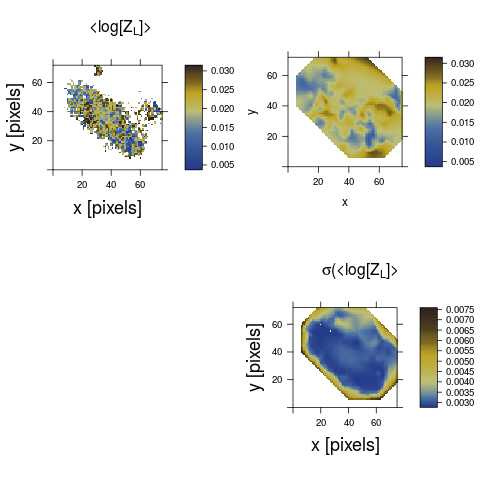 <log[Z_L]>
60
40
20
20 40 60
x [pixels]
y [pixels]
0.030
0.025
0.020
0.015
0.010
0.005
60
40
20
20 40 60
x
y
0.030
0.025
0.020
0.015
0.010
0.005
σ(<log[Z_L]>
60
40
20
20 40 60
x [pixels]
y [pixels]
0.0075
0.0070
0.0065
0.0060
0.0055
0.0050
0.0045
0.0040
0.0035
0.0030